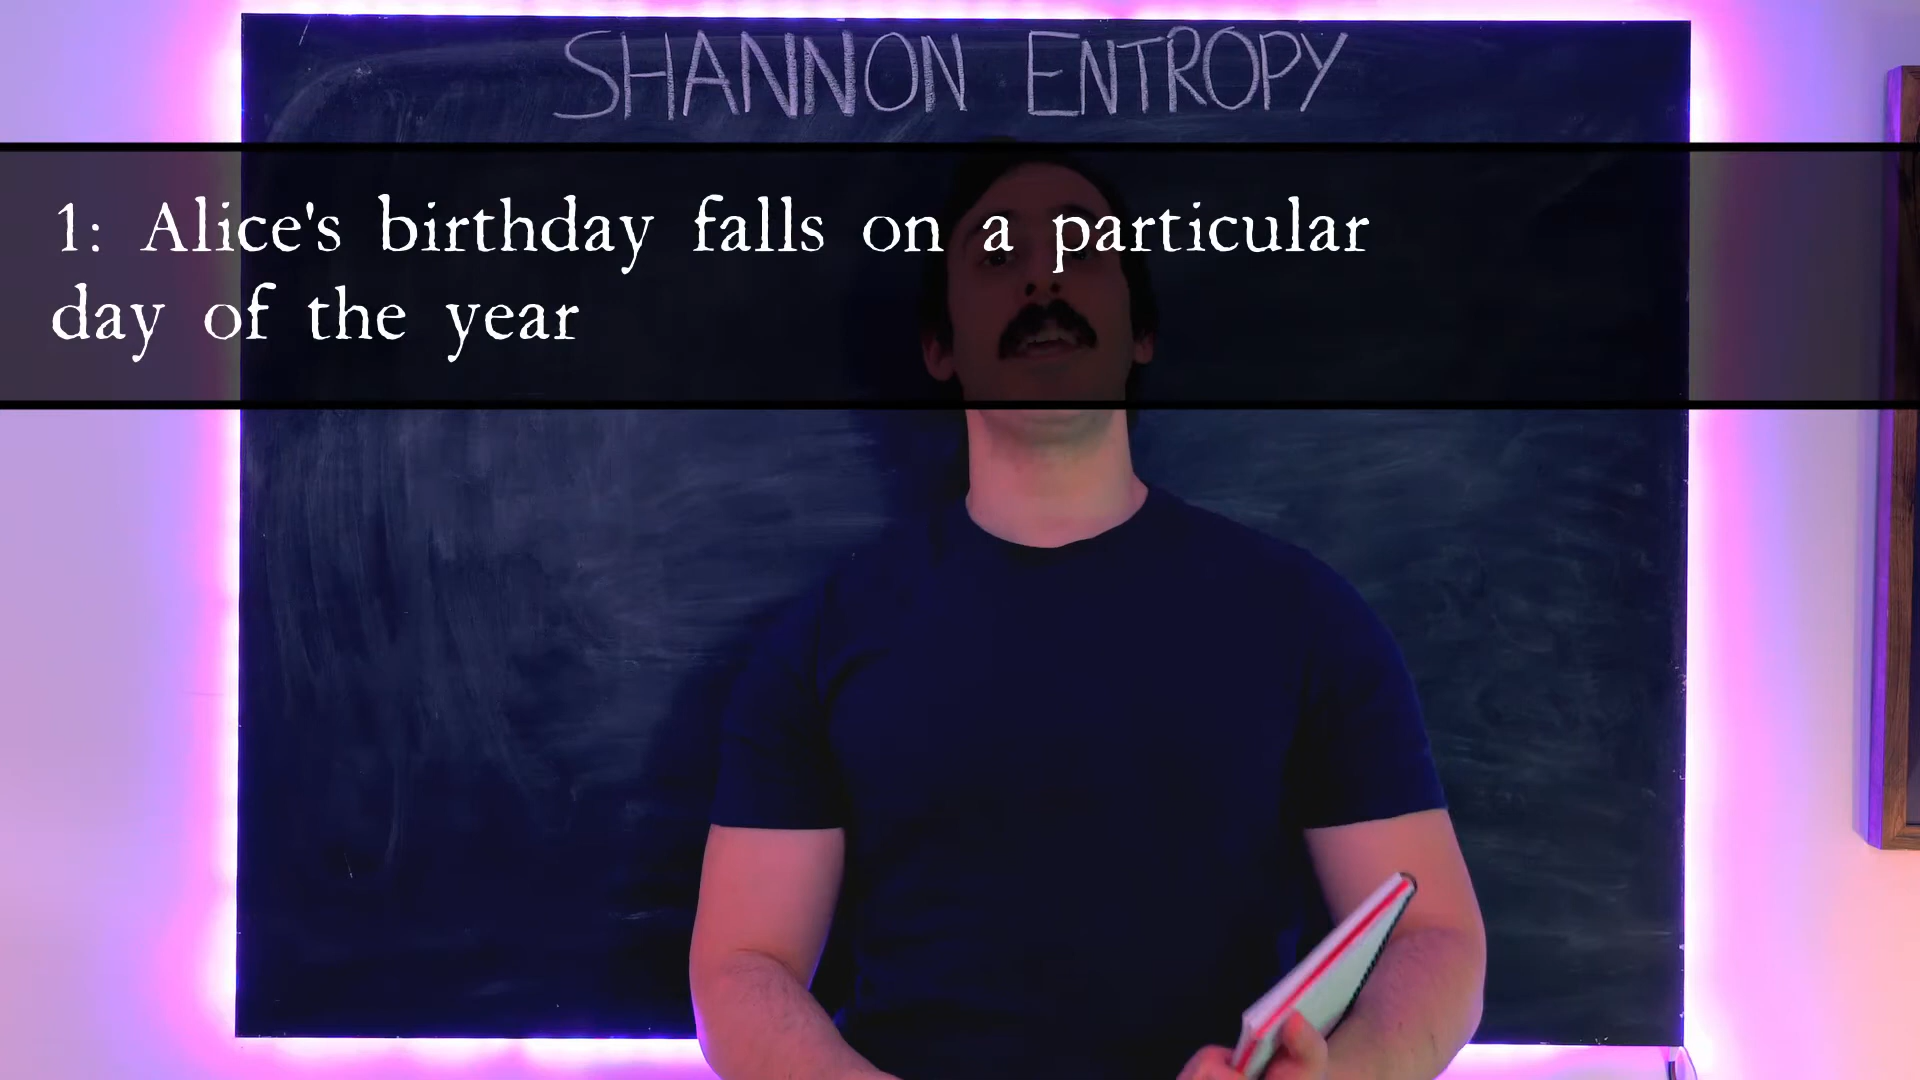 SHANNON ENTROPY
1: Alice's birthday falls on a particular
day of the year